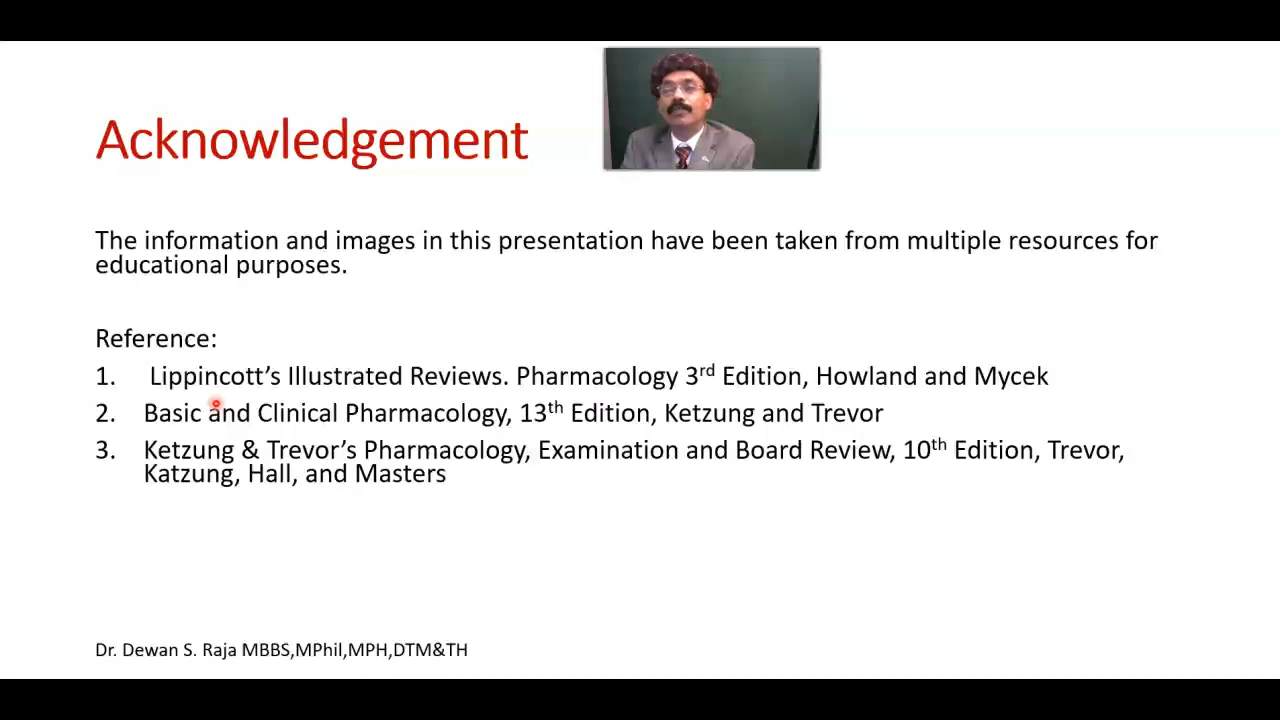 Acknowledgement
The information and images in this presentation have been taken from multiple resources for
educational purposes.
Reference:
1. Lippincott’s Illustrated Reviews. Pharmacology 3rd Edition, Howland and Mycek
2. Basic and Clinical Pharmacology, 13th Edition, Ketzung and Trevor
3. Ketzung & Trevor’s Pharmacology, Examination and Board Review, 10th Edition, Trevor,
Katzung, Hall, and Masters
Dr. Dewan S. Raja MBBS,MPhil,MPH,DTM&TH